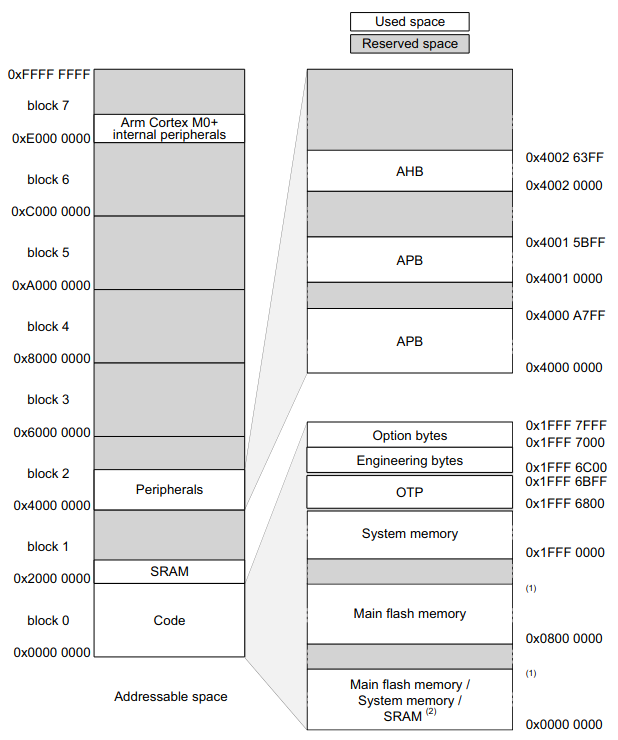 Used space
Reserved space
0xFFFF FFFF
block 7
Arm Cortex M0+
internal peripherals
0xE000 0000
block 6
0xC000 0000
block 5
0xA000 0000
block 4
0x8000 0000
block 3
0x6000 0000
block 2
Peripherals
0x4000 0000
block 1
SRAM
0x2000 0000
block 0
Code
0x0000 0000
Addressable space
0x4002 63FF
AHB
0x4002 0000
0x4001 5BFF
APB
0x4001 0000
0x4000 A7FF
APB
0x4000 0000
0x1FFF 7FFF
Option bytes
0x1FFF 7000
Engineering bytes
0x1FFF 6C00
0x1FFF 6BFF
OTP
0x1FFF 6800
System memory
0x1FFF 0000
(1)
Main flash memory
0x0800 0000
(1)
Main flash memory /
System memory /
SRAM (2)
0x0000 0000